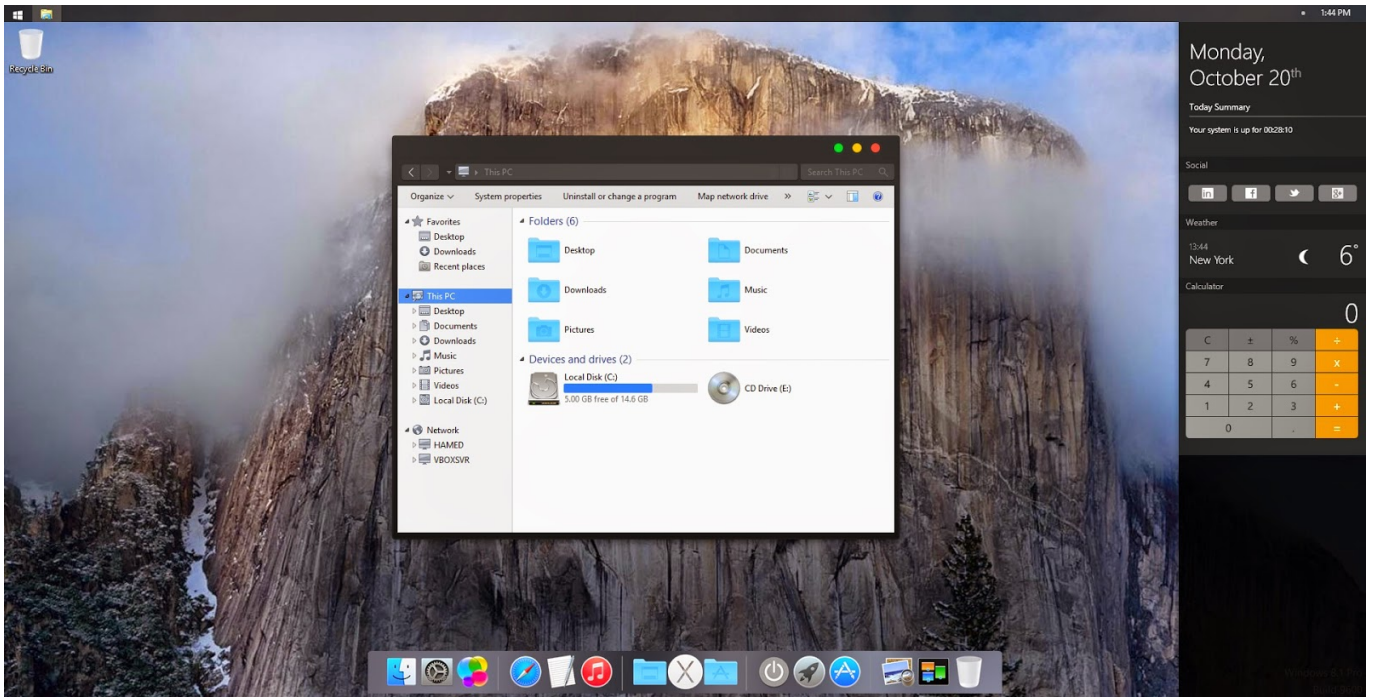 1:44 PM
Recycle Bin
Monday,
October 20th
Today Summary
Your system is up for 00:28:10
Social
in f 8+
Weather
13:44
New York
6°
Calculator
0
C ± % ÷
7 8 9 x
4 5 6 -
1 2 3 +
0 . =
This PC
Search This PC
Organize System properties Uninstall or change a program Map network drive »
Favorites
Desktop
Downloads
Recent places
This PC
Desktop
Documents
Downloads
Music
Pictures
Videos
Local Disk (C:)
Network
HAMED
VBOXSVR
Folders (6)
Desktop Documents
Downloads Music
Pictures Videos
Devices and drives (2)
Local Disk (C:)
5.00 GB free of 14.6 GB
CD Drive (E:)